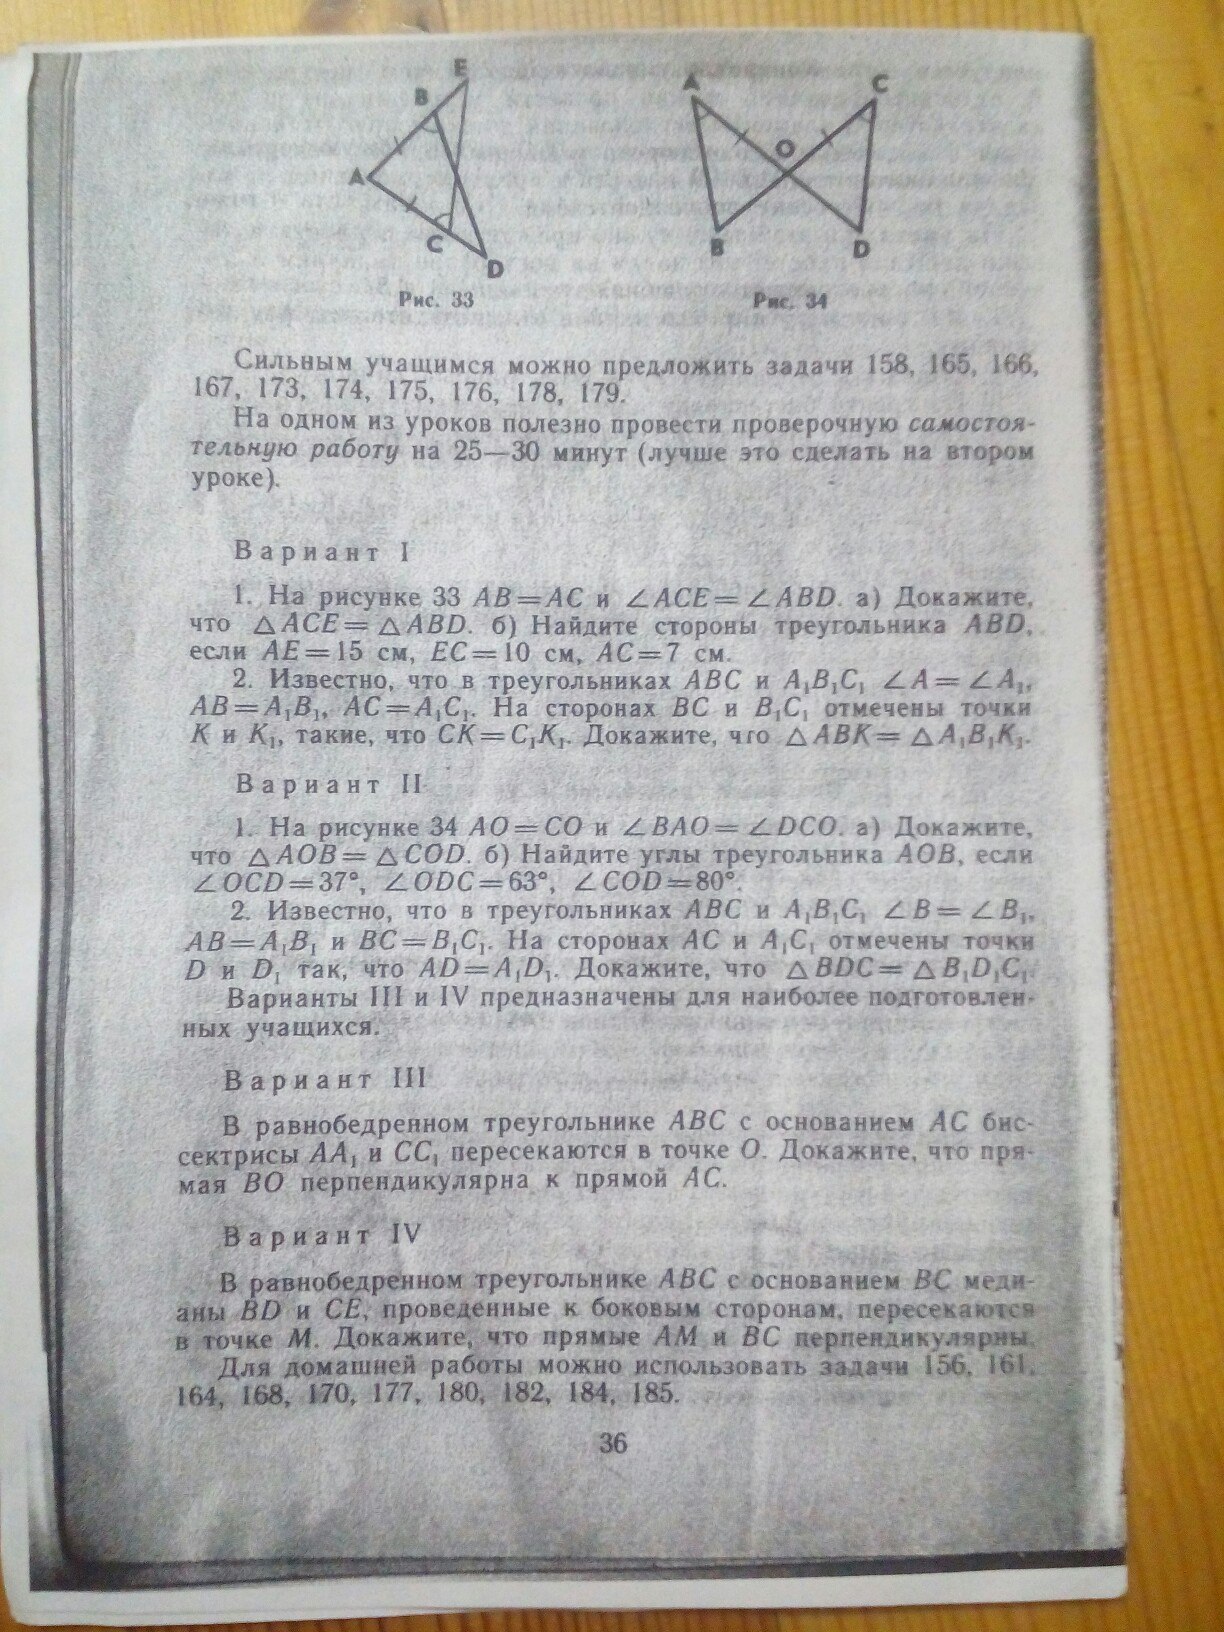 E
B
A
C
D
Рис. 33
A
C
O
B
D
Рис. 34
Сильным учащимся можно предложить задачи 158, 165, 166,
167, 173, 174, 175, 176, 178, 179.
На одном из уроков полезно провести проверочную самостоя-
тельную работу на 25—30 минут (лучше это сделать на втором
уроке).
Вариант I
1. На рисунке 33 AB=AC и ∠ACE=∠ABD. а) Докажите,
что △ACE=△ABD. б) Найдите стороны треугольника ABD,
если AE=15 см, EC=10 см, AC=7 см.
2. Известно, что в треугольниках ABC и A₁B₁C₁ ∠A=∠A₁,
AB=A₁B₁, AC=A₁C₁. На сторонах BC и B₁C₁ отмечены точки
K и K₁, такие, что CK=C₁K₁. Докажите, что △ABK=△A₁B₁K₁.
Вариант II
1. На рисунке 34 AO=CO и ∠BAO=∠DCO. а) Докажите,
что △AOB=△COD. б) Найдите углы треугольника AOB, если
∠OCD=37°, ∠ODC=63°, ∠COD=80°.
2. Известно, что в треугольниках ABC и A₁B₁C₁ ∠B=∠B₁,
AB=A₁B₁ и BC=B₁C₁. На сторонах AC и A₁C₁ отмечены точки
D и D₁ так, что AD=A₁D₁. Докажите, что △BDC=△B₁D₁C₁.
Варианты III и IV предназначены для наиболее подготовлен-
ных учащихся.
Вариант III
В равнобедренном треугольнике ABC с основанием AC бис-
сектрисы AA₁ и CC₁ пересекаются в точке O. Докажите, что пря-
мая BO перпендикулярна к прямой AC.
Вариант IV
В равнобедренном треугольнике ABC с основанием BC меди-
аны BD и CE, проведенные к боковым сторонам, пересекаются
в точке M. Докажите, что прямые AM и BC перпендикулярны.
Для домашней работы можно использовать задачи 156, 161,
164, 168, 170, 177, 180, 182, 184, 185.
36